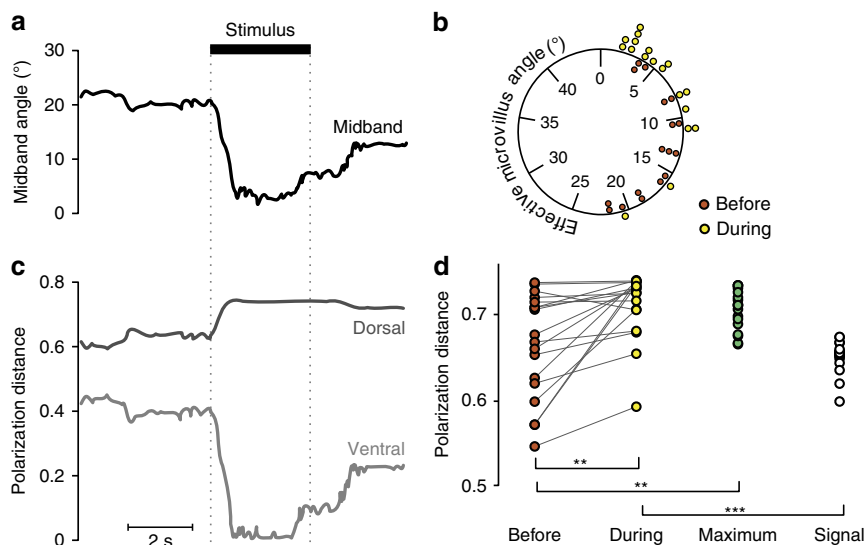 a
Stimulus
Midband angle (°)
30
20
10
0
Midband
b
Effective microvillus angle (°)
0
5
10
15
20
25
30
35
40
Before
During
c
Polarization distance
0.8
0.6
0.4
0.2
0
Dorsal
Ventral
2 s
d
Polarization distance
0.7
0.6
0.5
**
**
***
Before
During
Maximum
Signal